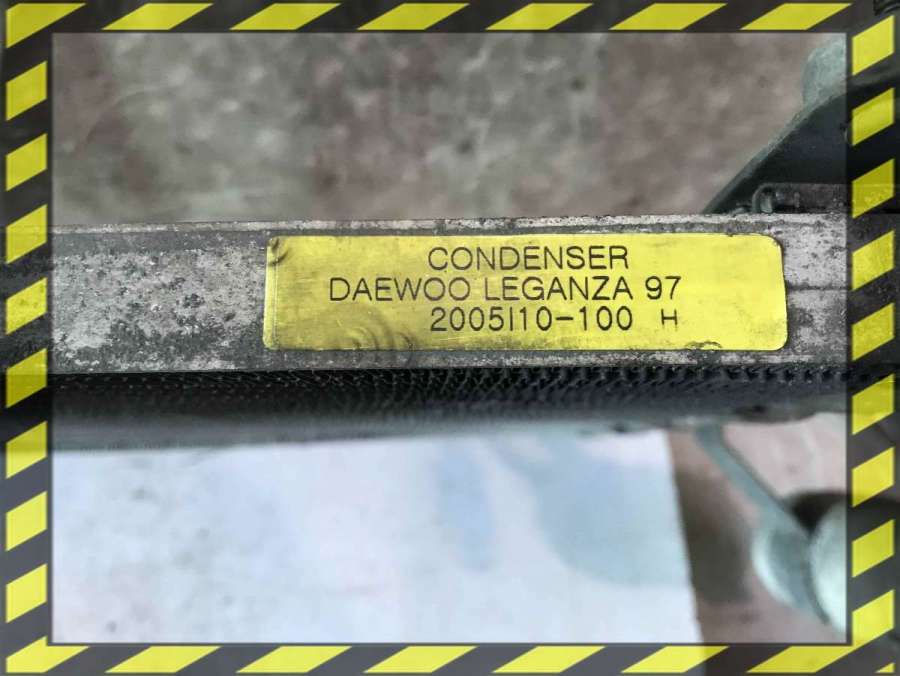 CONDENSER
DAEWOO LEGANZA 97
2005I10-100 H